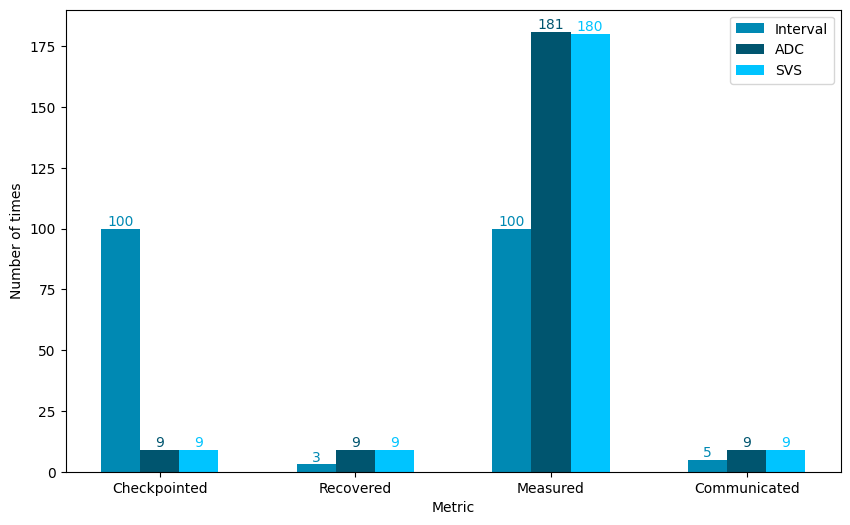 Interval
ADC
SVS
Number of times
175
150
125
100
75
50
25
0
100
9
9
3
9
9
100
181
180
5
9
9
Checkpointed
Recovered
Measured
Communicated
Metric